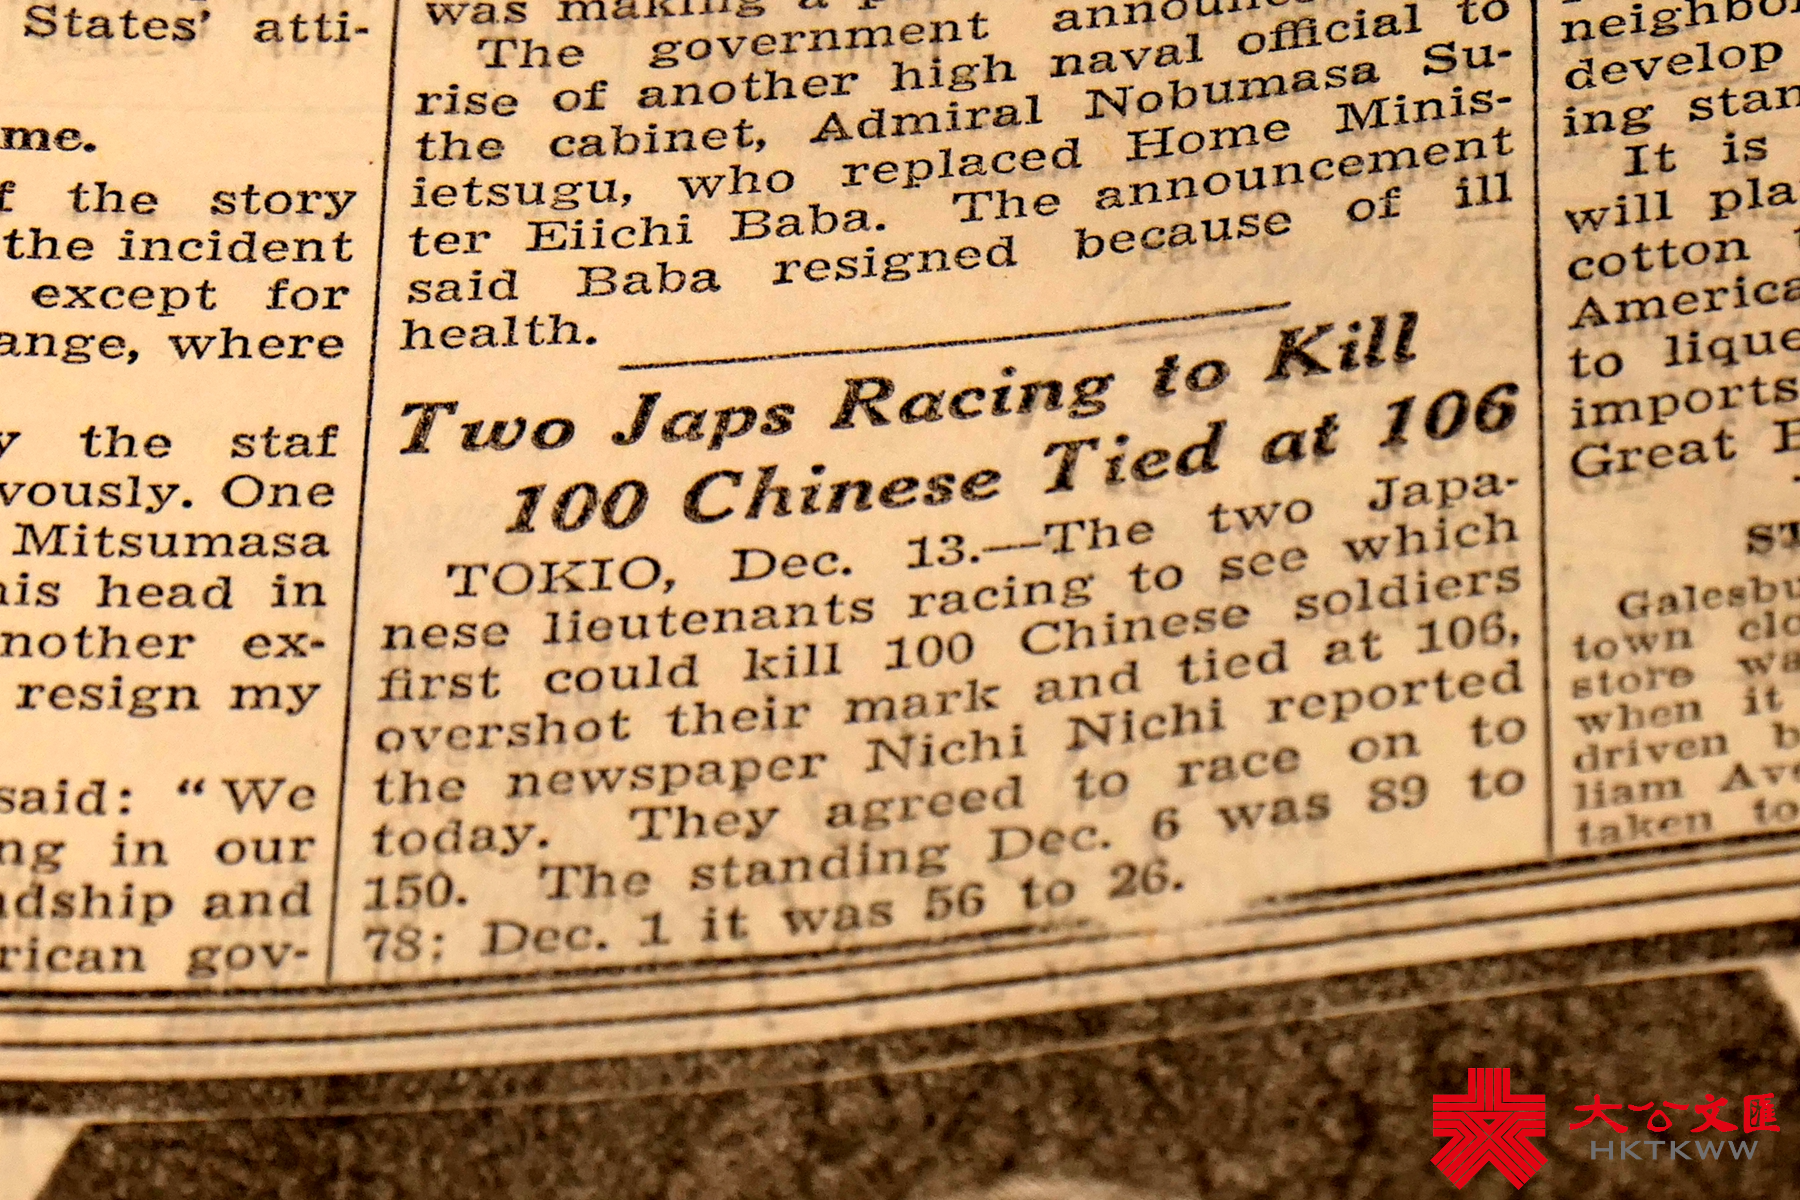 States' atti-
me.
the story
the incident
except for
ange, where
the staf
vously. One
Mitsumasa
his head in
nother ex-
resign my
said: "We
ng in our
ndship and
rican gov-
was making a
The government
rise of another high naval official to
the cabinet, Admiral Nobumasa Su-
ietsugu, who replaced Home Minis-
ter Eiichi Baba. The announcement
said Baba resigned because of ill
health.
Two Japs Racing to Kill
100 Chinese Tied at 106
TOKIO, Dec. 13.—The two Japa-
nese lieutenants racing to see which
first could kill 100 Chinese soldiers
overshot their mark and tied at 106,
the newspaper Nichi Nichi reported
today. They agreed to race on to
150. The standing Dec. 6 was 89 to
78; Dec. 1 it was 56 to 26.
neighbo
develop
ing stan
It is
will pla
cotton
America
to lique
imports
Great B
ST
Galesbu
town clo
store wa
when it
driven b
liam Ave
taken to
大公文匯
HKTKWW